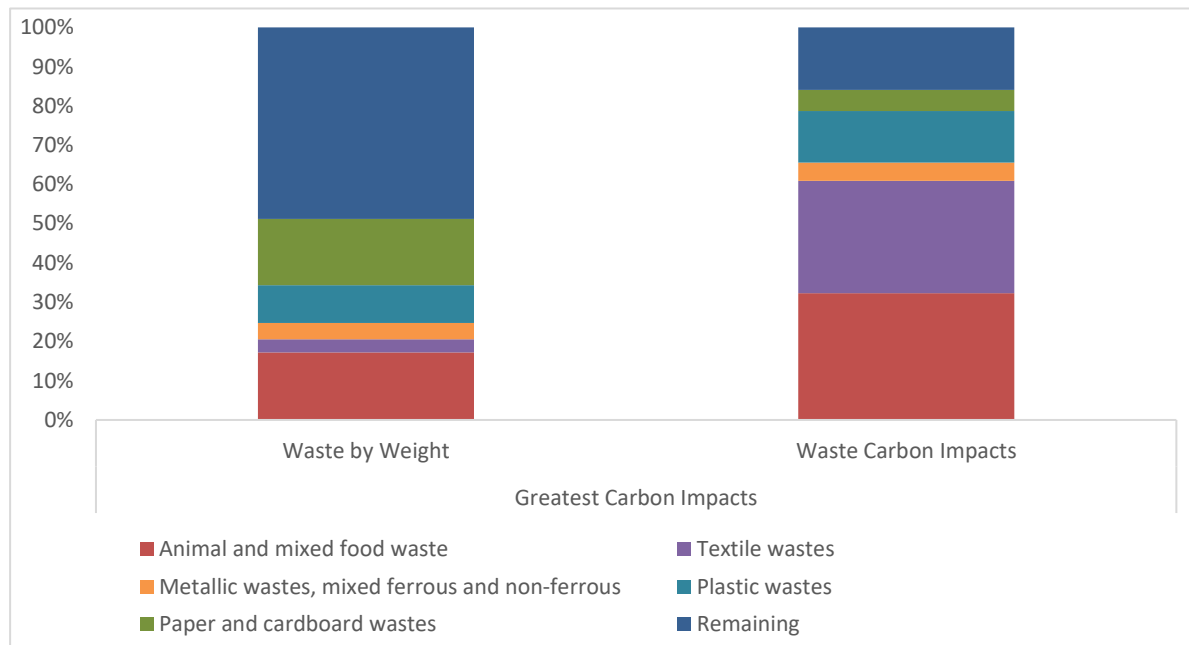 100%
90%
80%
70%
60%
50%
40%
30%
20%
10%
0%
Waste by Weight Waste Carbon Impacts
Greatest Carbon Impacts
Animal and mixed food waste Textile wastes
Metallic wastes, mixed ferrous and non-ferrous Plastic wastes
Paper and cardboard wastes Remaining